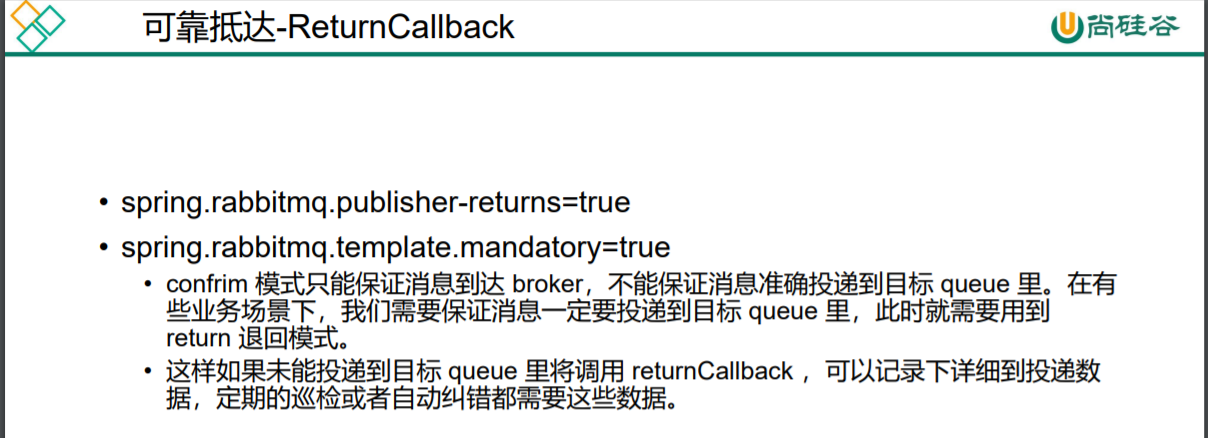 可靠抵达-ReturnCallback
尚硅谷
• spring.rabbitmq.publisher-returns=true
• spring.rabbitmq.template.mandatory=true
• confrim 模式只能保证消息到达 broker，不能保证消息准确投递到目标 queue 里。在有
些业务场景下，我们需要保证消息一定要投递到目标 queue 里，此时就需要用到
return 退回模式。
• 这样如果未能投递到目标 queue 里将调用 returnCallback ，可以记录下详细到投递数
据，定期的巡检或者自动纠错都需要这些数据。